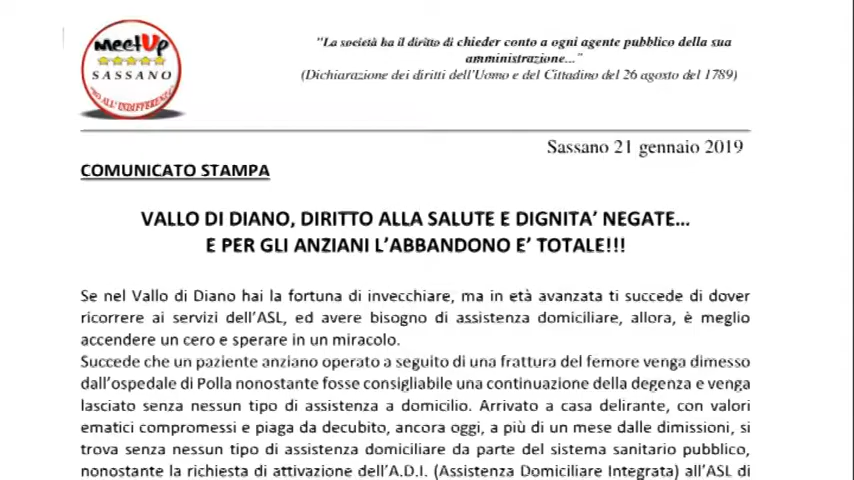 meetUp
SASSANO
"NO ALL'INDIFFERENZA"
"La società ha il diritto di chieder conto a ogni agente pubblico della sua
amministrazione..."
(Dichiarazione dei diritti dell'Uomo e del Cittadino del 26 agosto del 1789)
Sassano 21 gennaio 2019
COMUNICATO STAMPA
VALLO DI DIANO, DIRITTO ALLA SALUTE E DIGNITA' NEGATE...
E PER GLI ANZIANI L'ABBANDONO E' TOTALE!!!
Se nel Vallo di Diano hai la fortuna di invecchiare, ma in età avanzata ti succede di dover
ricorrere ai servizi dell'ASL, ed avere bisogno di assistenza domiciliare, allora, è meglio
accendere un cero e sperare in un miracolo.
Succede che un paziente anziano operato a seguito di una frattura del femore venga dimesso
dall'ospedale di Polla nonostante fosse consigliabile una continuazione della degenza e venga
lasciato senza nessun tipo di assistenza a domicilio. Arrivato a casa delirante, con valori
ematici compromessi e piaga da decubito, ancora oggi, a più di un mese dalle dimissioni, si
trova senza nessun tipo di assistenza domiciliare da parte del sistema sanitario pubblico,
nonostante la richiesta di attivazione dell'A.D.I. (Assistenza Domiciliare Integrata) all'ASL di